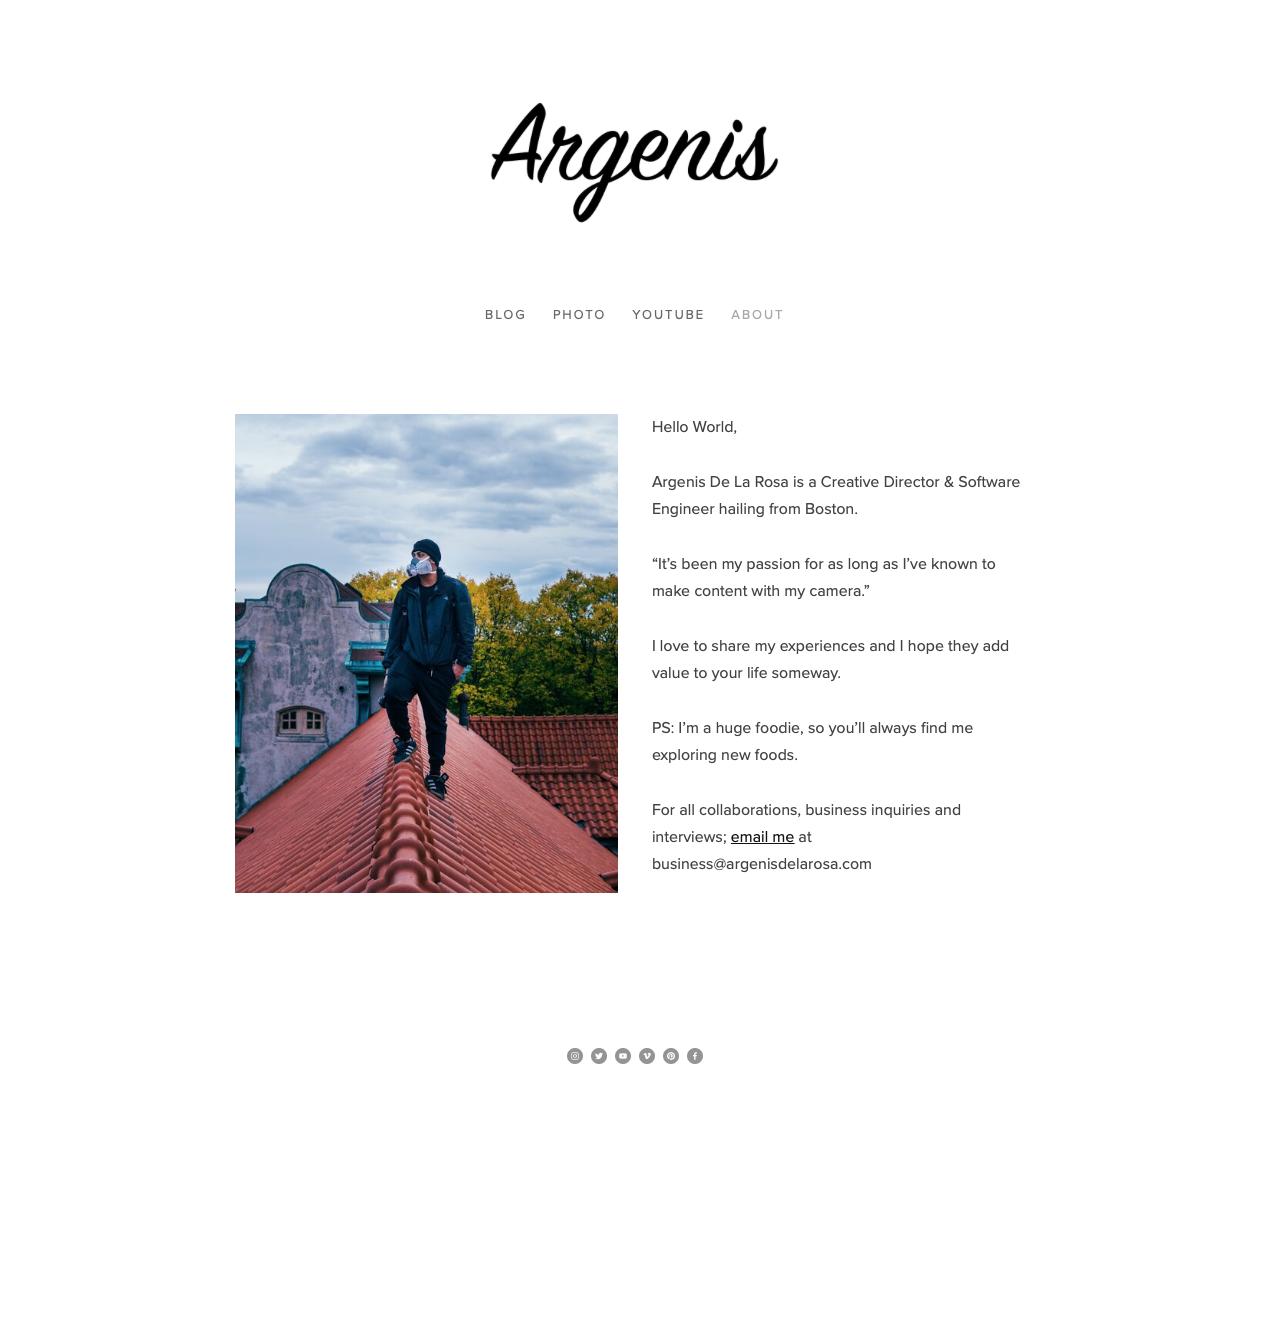 Argenis
BLOG PHOTO YOUTUBE ABOUT
Hello World,
Argenis De La Rosa is a Creative Director & Software
Engineer hailing from Boston.
“It’s been my passion for as long as I’ve known to
make content with my camera.”
I love to share my experiences and I hope they add
value to your life someway.
PS: I’m a huge foodie, so you’ll always find me
exploring new foods.
For all collaborations, business inquiries and
interviews; email me at
business@argenisdelarosa.com